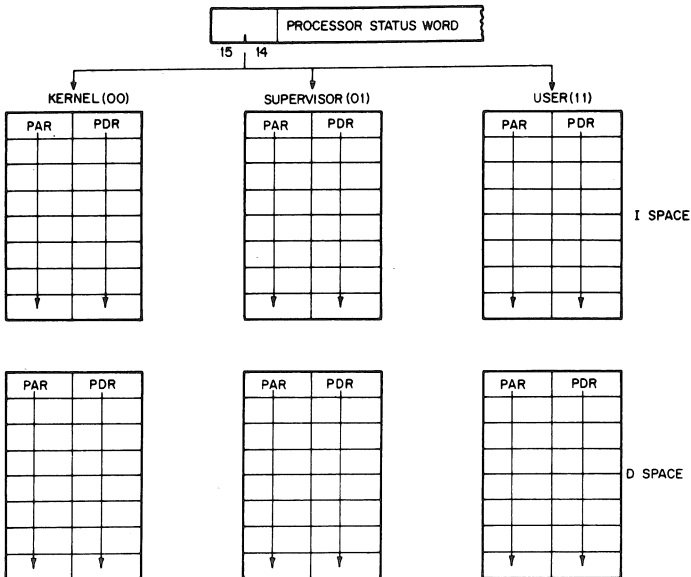 PROCESSOR STATUS WORD
15 14
KERNEL (00) SUPERVISOR (01) USER (11)
PAR PDR PAR PDR PAR PDR
I SPACE
PAR PDR PAR PDR PAR PDR
D SPACE